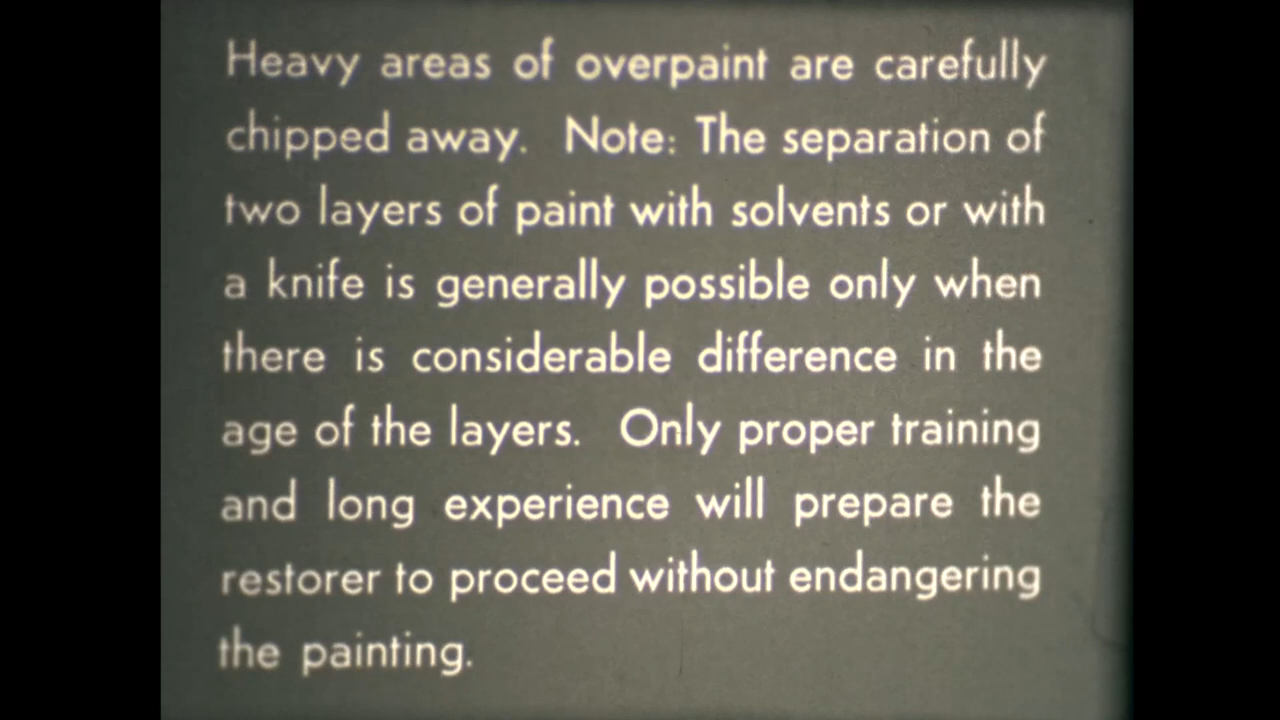 Heavy areas of overpaint are carefully
chipped away. Note: The separation of
two layers of paint with solvents or with
a knife is generally possible only when
there is considerable difference in the
age of the layers. Only proper training
and long experience will prepare the
restorer to proceed without endangering
the painting.